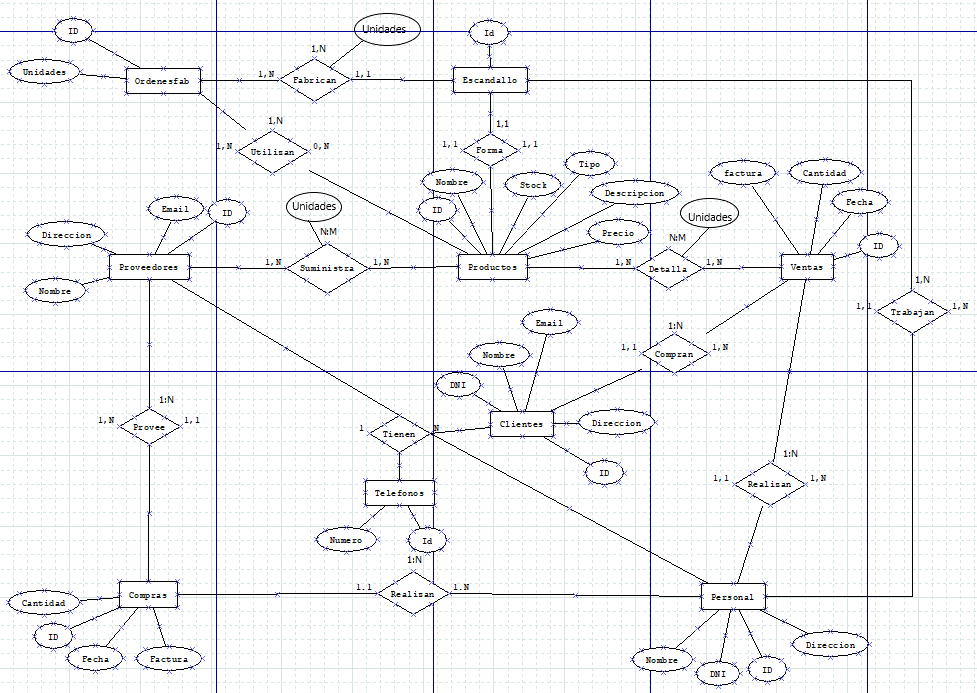 Unidades
ID
Id
1,N
Unidades
Ordenesfab
1,N
Fabrican
1,1
Escandallo
1,N
1,1
1,N
Utilizan
0,N
1,1
Forma
1,1
Tipo
Nombre
Stock
Descripcion
factura
Cantidad
Email
ID
Unidades
ID
Unidades
Fecha
Direccion
N:M
Precio
N:M
ID
Proveedores
1,N
Suministra
1,N
Productos
1,N
Detalla
1,N
Ventas
Nombre
1,N
1,1
Trabajan
1,N
Email
1:N
Nombre
1,1
Compran
1,N
DNI
1:N
1,N
Provee
1,1
1
Tienen
N
Clientes
Direccion
1:N
ID
1,1
Realizan
1,N
Telefonos
Numero
Id
1:N
Compras
1.1
Realizan
1.N
Personal
Cantidad
ID
Fecha
Factura
Nombre
DNI
ID
Direccion